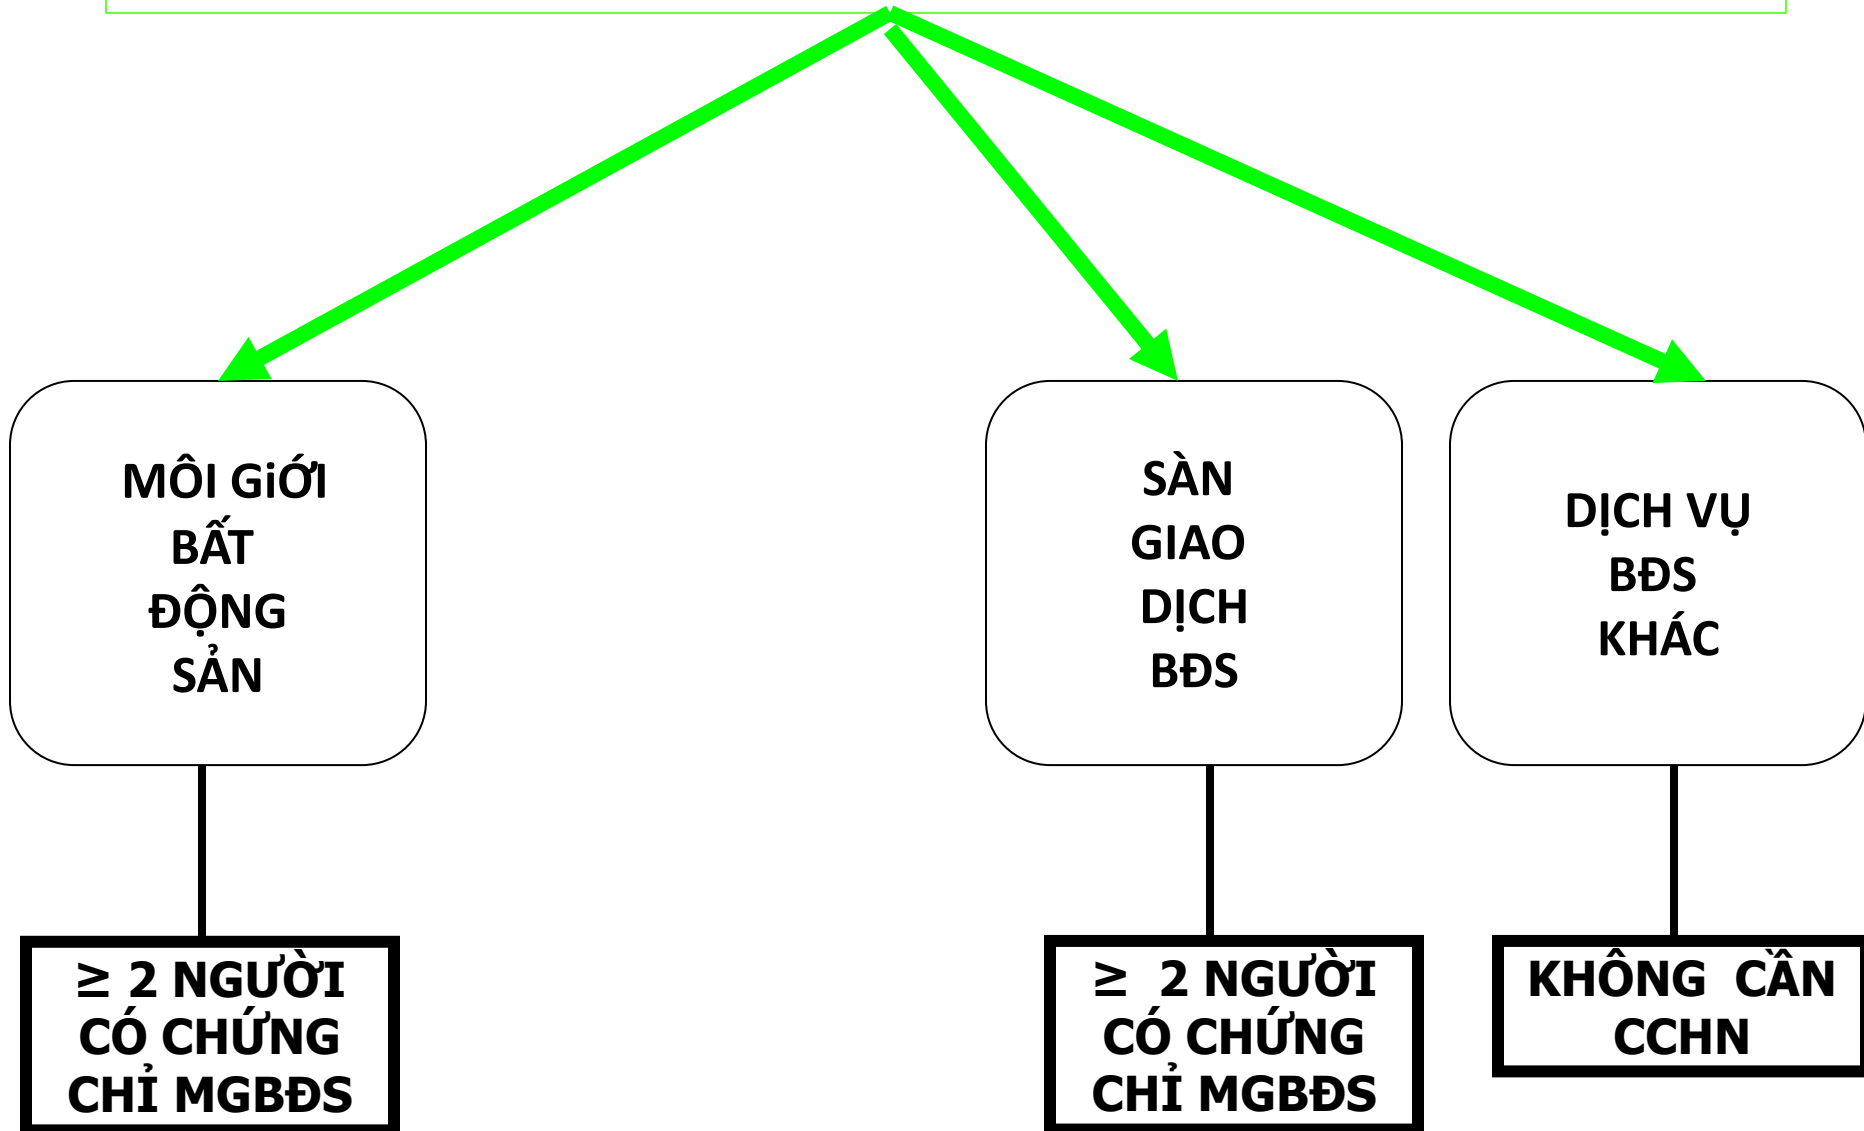 MÔI GiỚI
BẤT
ĐỘNG
SẢN
SÀN
GIAO
DỊCH
BĐS
DỊCH VỤ
BĐS
KHÁC
≥ 2 NGƯỜI
CÓ CHỨNG
CHỈ MGBĐS
≥ 2 NGƯỜI
CÓ CHỨNG
CHỈ MGBĐS
KHÔNG CẦN
CCHN